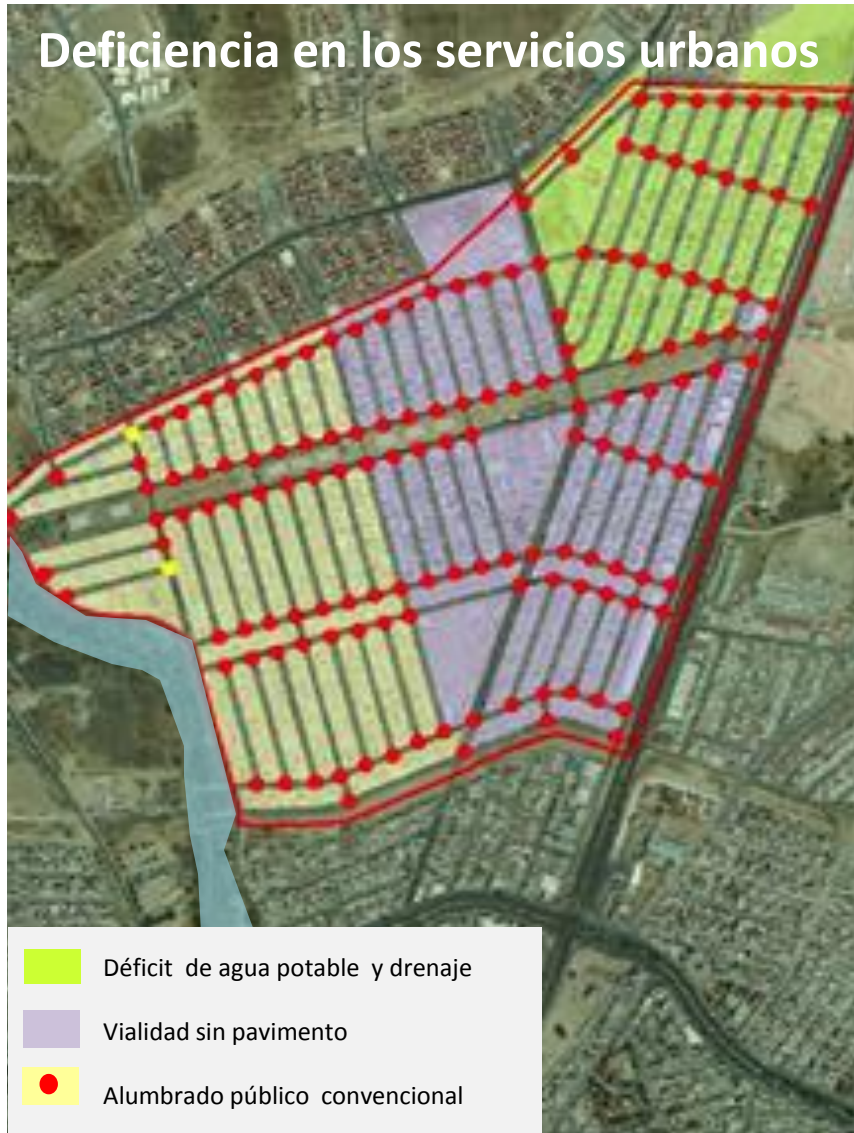 Deficiencia en los servicios urbanos
Déficit de agua potable y drenaje
Vialidad sin pavimento
Alumbrado público convencional